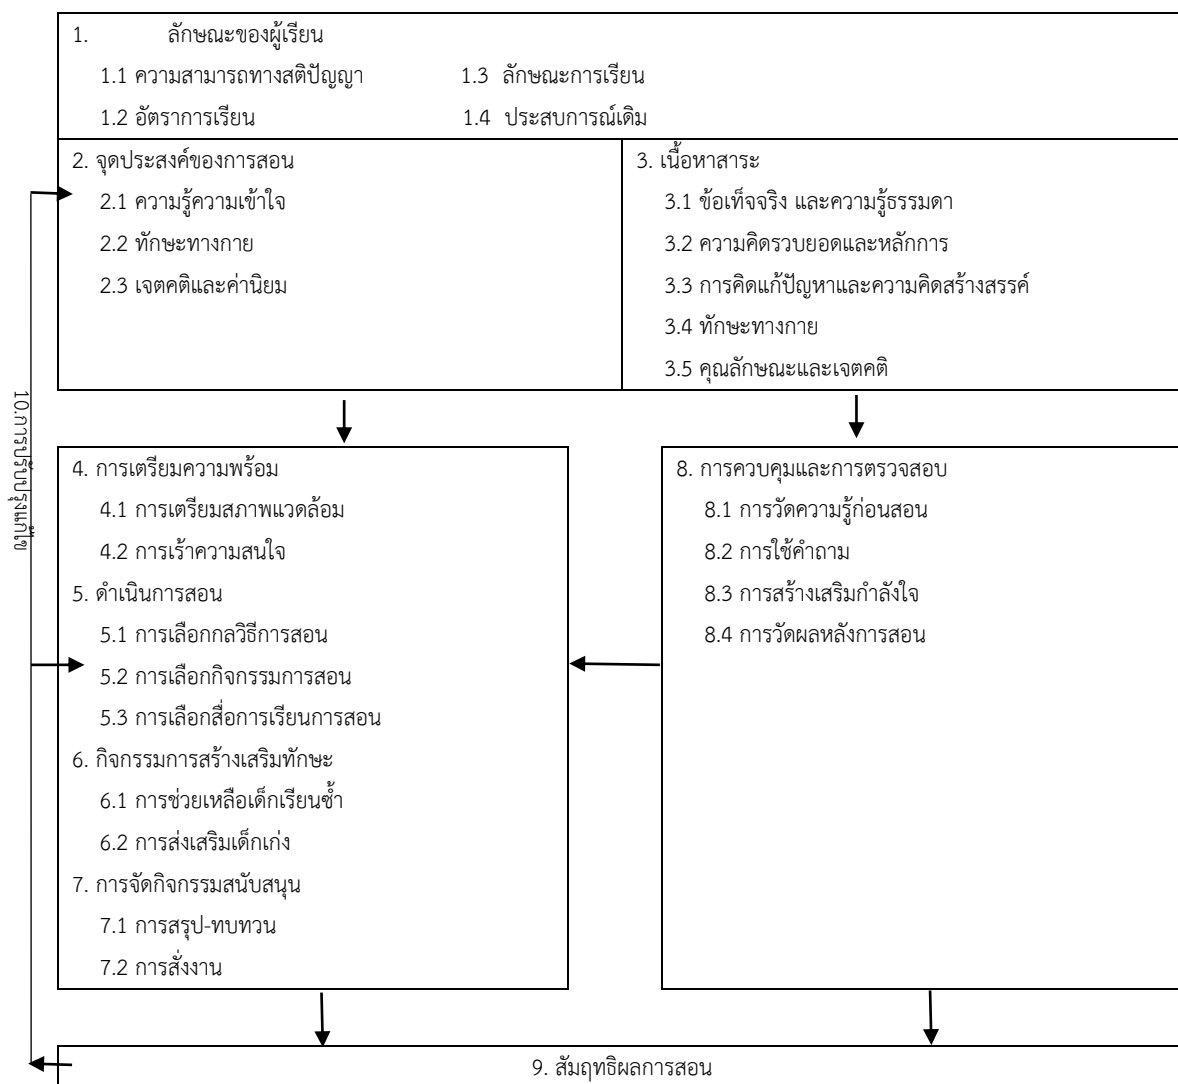 1. ลักษณะของผู้เรียน
1.1 ความสามารถทางสติปัญญา 1.3 ลักษณะการเรียน
1.2 อัตราการเรียน 1.4 ประสบการณ์เดิม
2. จุดประสงค์ของการสอน
2.1 ความรู้ความเข้าใจ
2.2 ทักษะทางกาย
2.3 เจตคติและค่านิยม
3. เนื้อหาสาระ
3.1 ข้อเท็จจริง และความรู้ธรรมดา
3.2 ความคิดรวบยอดและหลักการ
3.3 การคิดแก้ปัญหาและความคิดสร้างสรรค์
3.4 ทักษะทางกาย
3.5 คุณลักษณะและเจตคติ
4. การเตรียมความพร้อม
4.1 การเตรียมสภาพแวดล้อม
4.2 การเร้าความสนใจ
5. ดำเนินการสอน
5.1 การเลือกกลวิธีการสอน
5.2 การเลือกกิจกรรมการสอน
5.3 การเลือกสื่อการเรียนการสอน
6. กิจกรรมการสร้างเสริมทักษะ
6.1 การช่วยเหลือเด็กเรียนซ้ำ
6.2 การส่งเสริมเด็กเก่ง
7. การจัดกิจกรรมสนับสนุน
7.1 การสรุป-ทบทวน
7.2 การสั่งงาน
8. การควบคุมและการตรวจสอบ
8.1 การวัดความรู้ก่อนสอน
8.2 การใช้คำถาม
8.3 การสร้างเสริมกำลังใจ
8.4 การวัดผลหลังการสอน
9. สัมฤทธิผลการสอน
10.การปรับปรุงแก้ไข